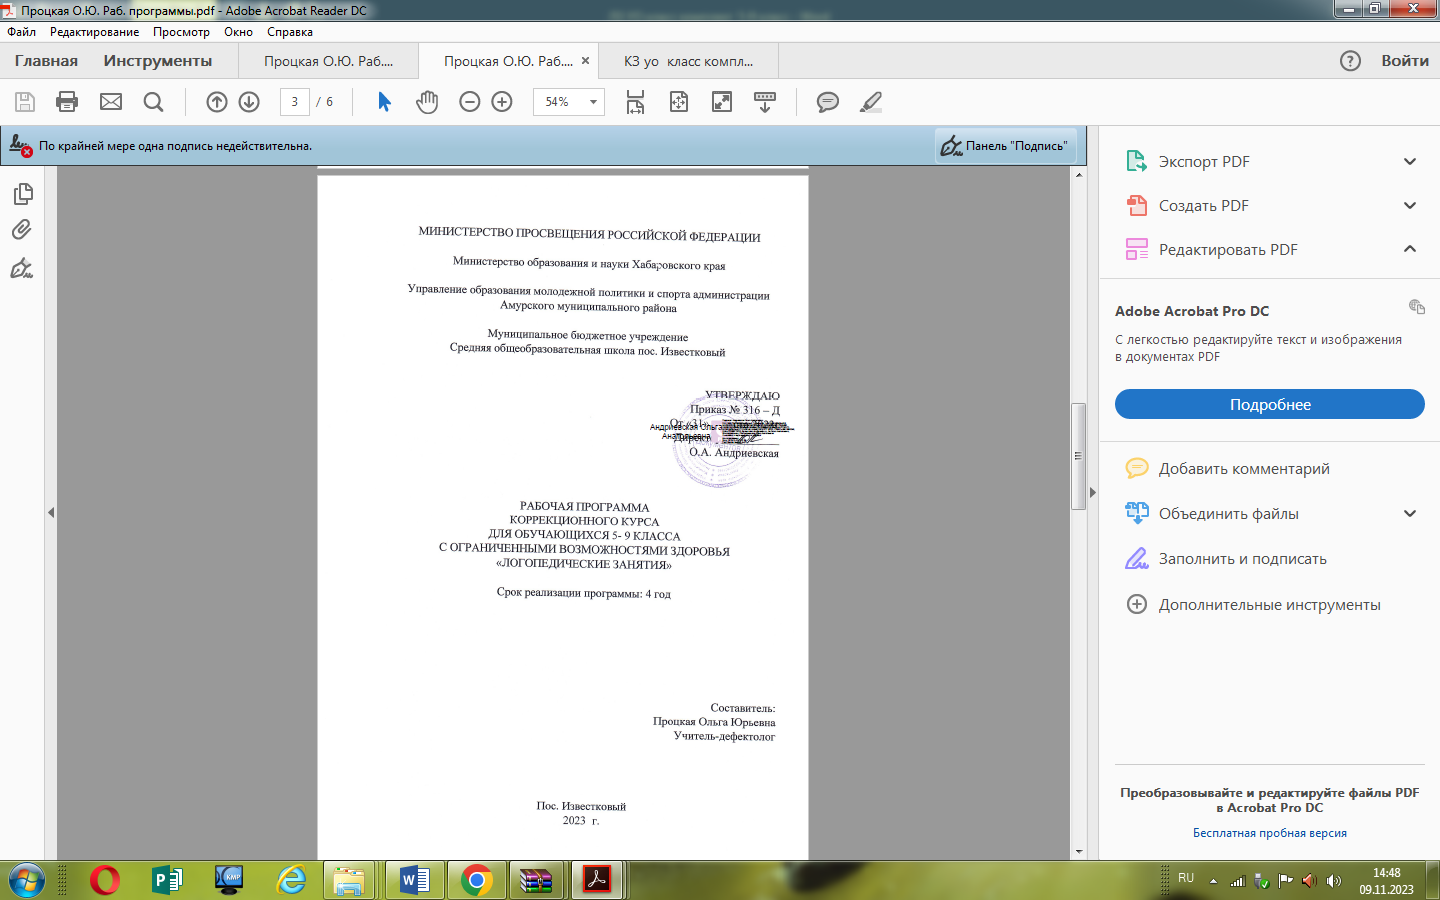 Процкая О.Ю. Раб. программы.pdf - Adobe Acrobat Reader DC
Файл Редактирование Просмотр Окно Справка
Главная Инструменты Процкая О.Ю. Раб.... Процкая О.Ю. Раб.... × КЗ уо класс компл... Войти
3 / 6 54%
По крайней мере одна подпись недействительна. Панель "Подпись"
МИНИСТЕРСТВО ПРОСВЕЩЕНИЯ РОССИЙСКОЙ ФЕДЕРАЦИИ
Министерство образования и науки Хабаровского края
Управление образования молодежной политики и спорта администрации
Амурского муниципального района
Муниципальное бюджетное учреждение
Средняя общеобразовательная школа пос. Известковый
УТВЕРЖДАЮ
Приказ № 316 – Д
От «31»
Андриевская Ольга
Анатольевна
О.А. Андриевская
РАБОЧАЯ ПРОГРАММА
КОРРЕКЦИОННОГО КУРСА
ДЛЯ ОБУЧАЮЩИХСЯ 5- 9 КЛАССА
С ОГРАНИЧЕННЫМИ ВОЗМОЖНОСТЯМИ ЗДОРОВЬЯ
«ЛОГОПЕДИЧЕСКИЕ ЗАНЯТИЯ»
Срок реализации программы: 4 год
Составитель:
Процкая Ольга Юрьевна
Учитель-дефектолог
Пос. Известковый
2023 г.
Экспорт PDF
Создать PDF
Редактировать PDF
Adobe Acrobat Pro DC
С легкостью редактируйте текст и изображения
в документах PDF
Подробнее
Добавить комментарий
Объединить файлы
Заполнить и подписать
Дополнительные инструменты
Преобразовывайте и редактируйте файлы PDF
в Acrobat Pro DC
Бесплатная пробная версия
KMP
RU
14:48
09.11.2023